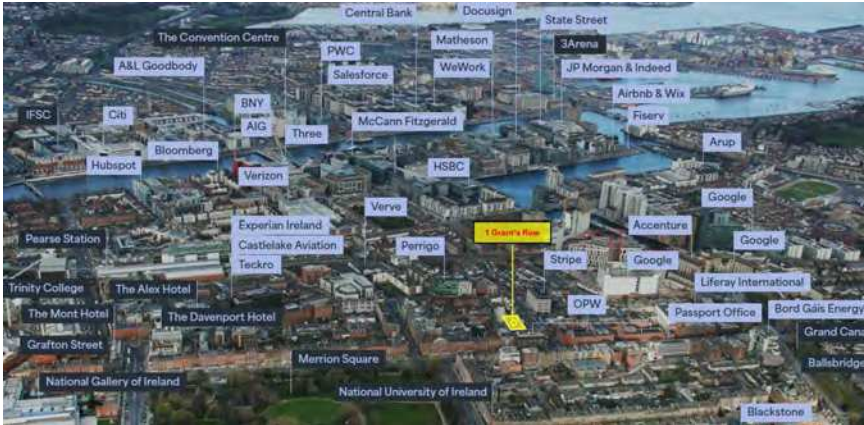 Central Bank
Docusign
State Street
The Convention Centre
PWC
Matheson
3Arena
A&L Goodbody
Salesforce
WeWork
JP Morgan & Indeed
Airbnb & Wix
IFSC
Citi
BNY
AIG
Three
McCann Fitzgerald
Fiserv
Arup
Hubspot
Bloomberg
Verizon
HSBC
Google
Verve
Experian Ireland
1 Grant's Row
Accenture
Pearse Station
Castlelake Aviation
Perrigo
Google
Teckro
Stripe
Google
Trinity College
The Alex Hotel
Liferay International
The Mont Hotel
The Davenport Hotel
OPW
Passport Office
Bord Gáis Energy
Grafton Street
Grand Cana
Merrion Square
Ballsbridge
National Gallery of Ireland
National University of Ireland
Blackstone